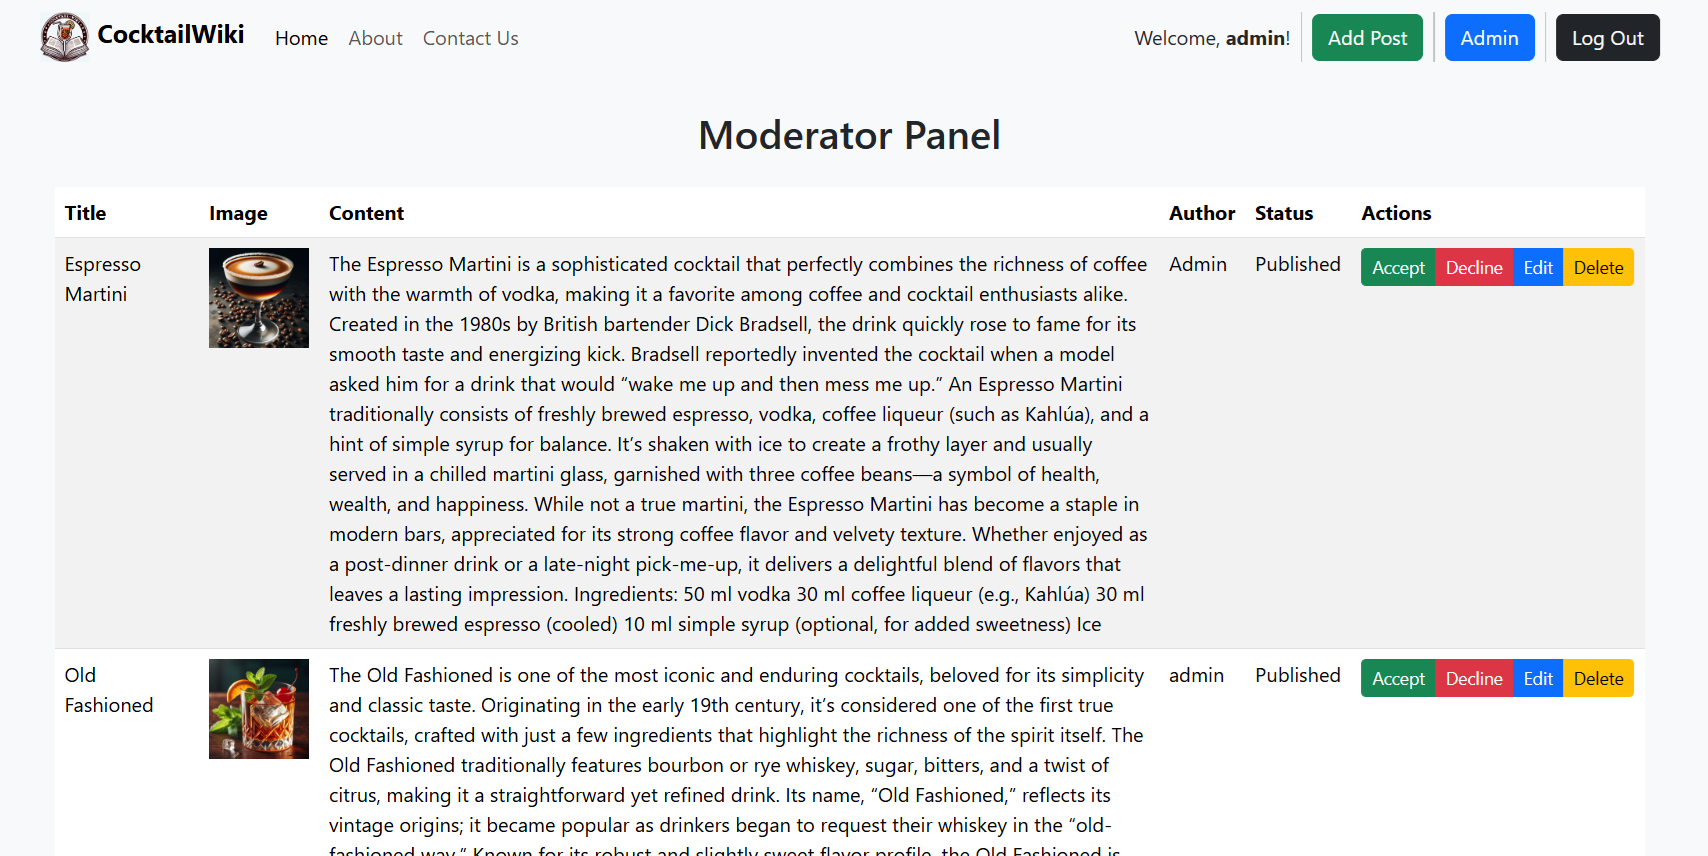 CocktailWiki Home About Contact Us Welcome, admin! Add Post Admin Log Out
Moderator Panel
Title Image Content Author Status Actions
Espresso
Martini
The Espresso Martini is a sophisticated cocktail that perfectly combines the richness of coffee
with the warmth of vodka, making it a favorite among coffee and cocktail enthusiasts alike.
Created in the 1980s by British bartender Dick Bradsell, the drink quickly rose to fame for its
smooth taste and energizing kick. Bradsell reportedly invented the cocktail when a model
asked him for a drink that would “wake me up and then mess me up.” An Espresso Martini
traditionally consists of freshly brewed espresso, vodka, coffee liqueur (such as Kahlúa), and a
hint of simple syrup for balance. It’s shaken with ice to create a frothy layer and usually
served in a chilled martini glass, garnished with three coffee beans—a symbol of health,
wealth, and happiness. While not a true martini, the Espresso Martini has become a staple in
modern bars, appreciated for its strong coffee flavor and velvety texture. Whether enjoyed as
a post-dinner drink or a late-night pick-me-up, it delivers a delightful blend of flavors that
leaves a lasting impression. Ingredients: 50 ml vodka 30 ml coffee liqueur (e.g., Kahlúa) 30 ml
freshly brewed espresso (cooled) 10 ml simple syrup (optional, for added sweetness) Ice
Admin Published Accept Decline Edit Delete
Old
Fashioned
The Old Fashioned is one of the most iconic and enduring cocktails, beloved for its simplicity
and classic taste. Originating in the early 19th century, it’s considered one of the first true
cocktails, crafted with just a few ingredients that highlight the richness of the spirit itself. The
Old Fashioned traditionally features bourbon or rye whiskey, sugar, bitters, and a twist of
citrus, making it a straightforward yet refined drink. Its name, “Old Fashioned,” reflects its
vintage origins; it became popular as drinkers began to request their whiskey in the “old-
fashioned way.” Known for its robust and slightly sweet flavor profile, the Old Fashioned is
admin Published Accept Decline Edit Delete